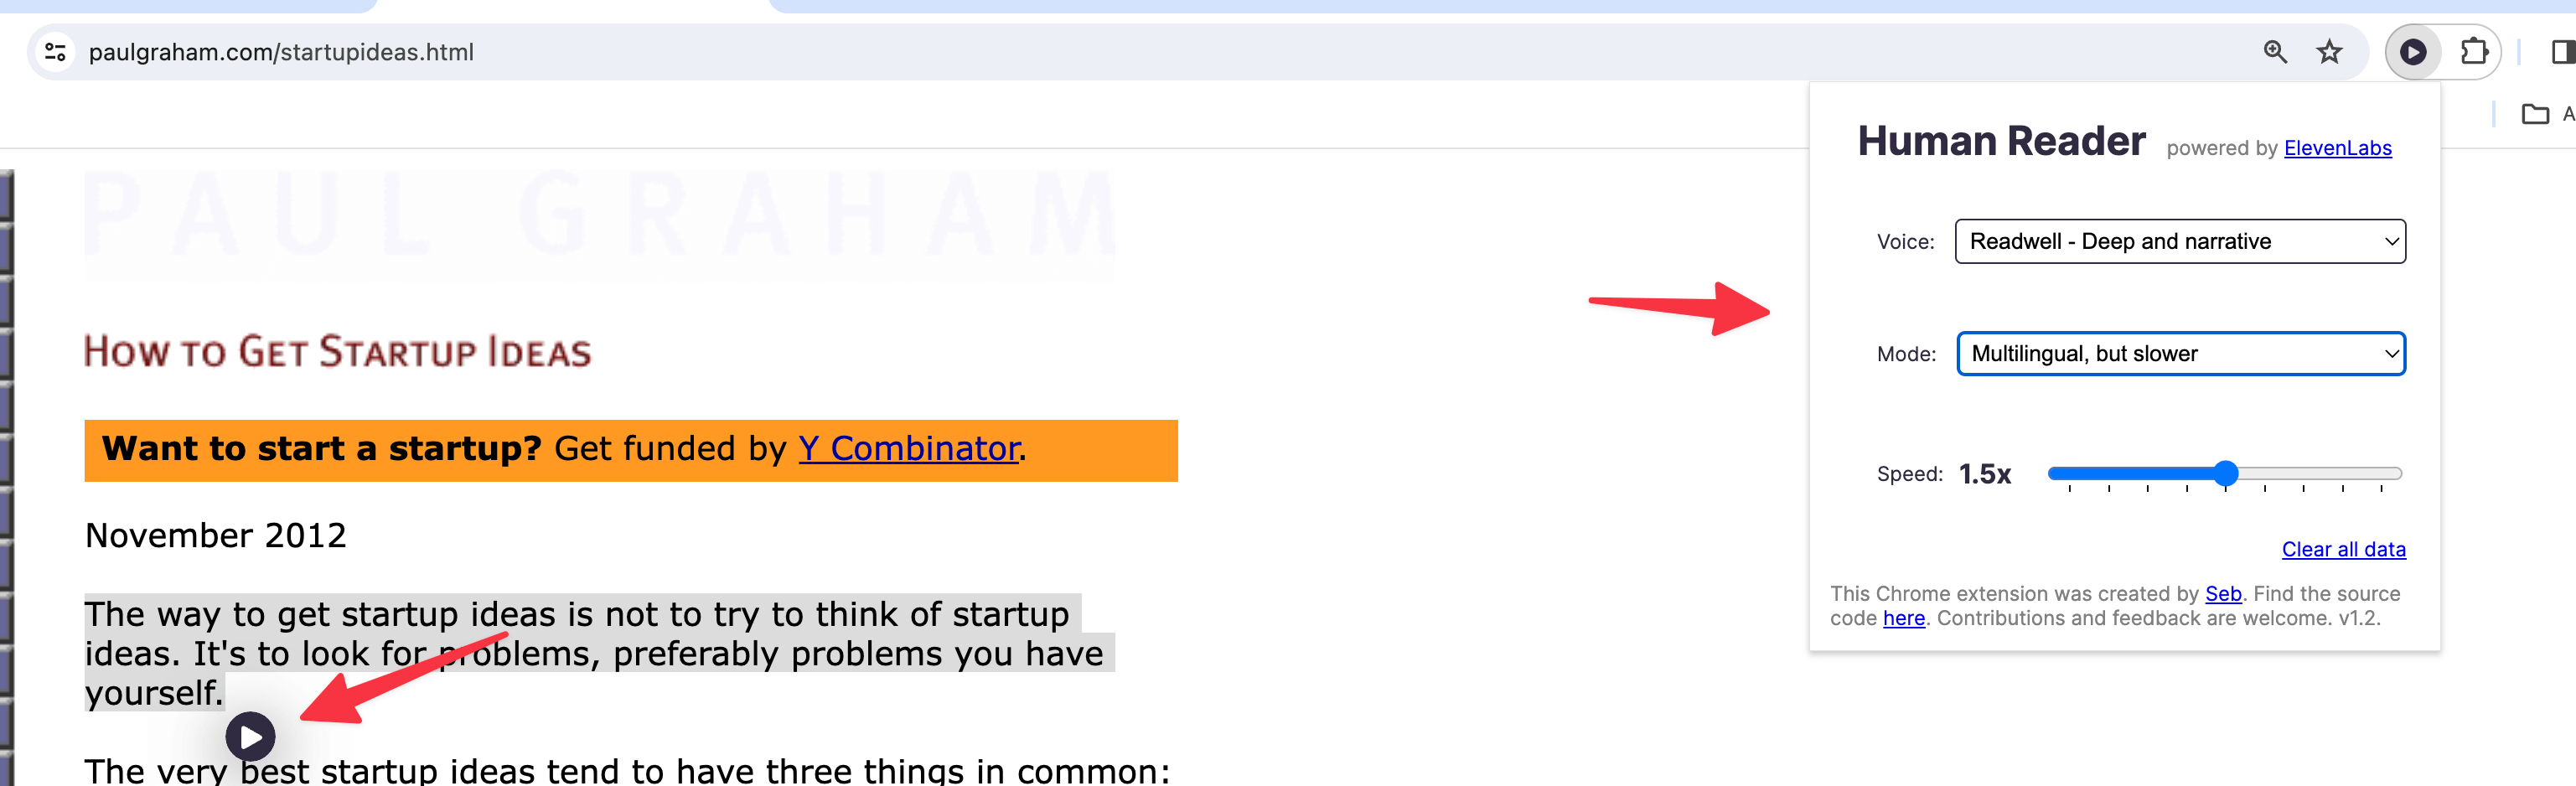 paulgraham.com/startupideas.html
A
Human Reader powered by ElevenLabs
Voice: Readwell - Deep and narrative
Mode: Multilingual, but slower
Speed: 1.5x
Clear all data
This Chrome extension was created by Seb. Find the source
code here. Contributions and feedback are welcome. v1.2.
PAUL GRAHAM
How to Get Startup Ideas
Want to start a startup? Get funded by Y Combinator.
November 2012
The way to get startup ideas is not to try to think of startup
ideas. It's to look for problems, preferably problems you have
yourself.
The very best startup ideas tend to have three things in common: